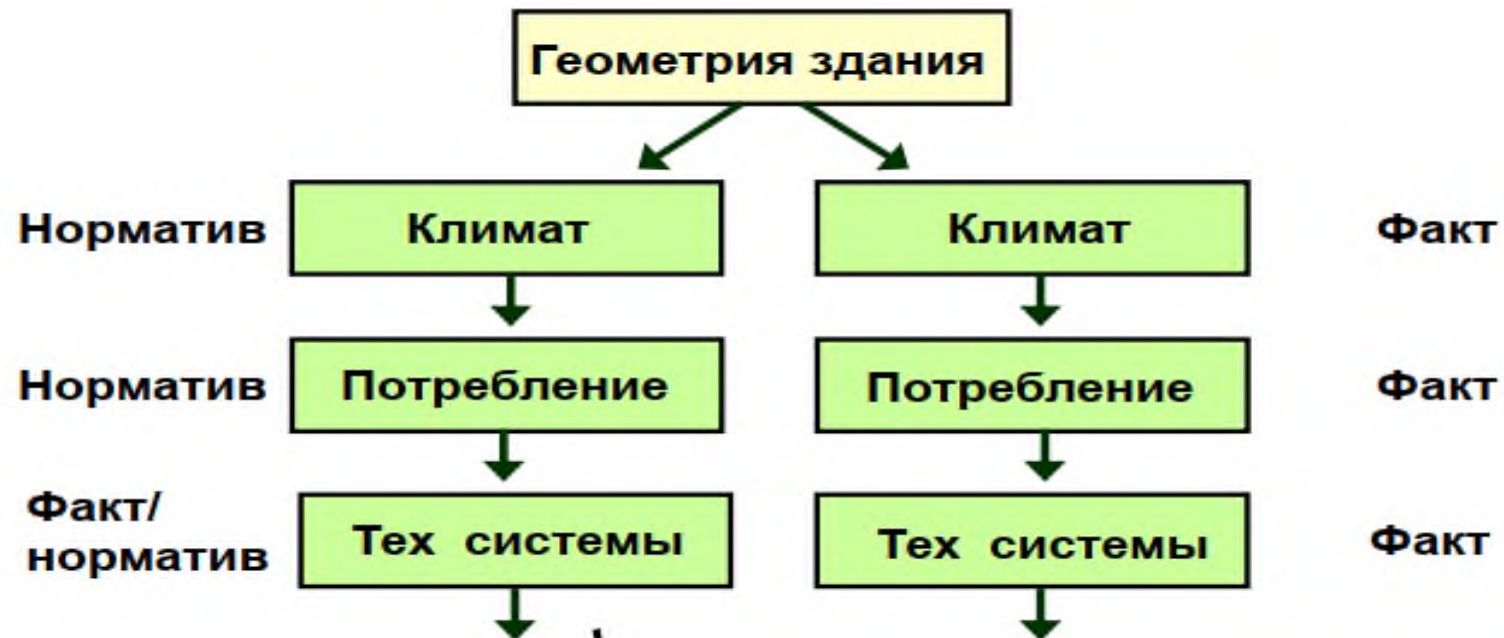 Геометрия здания
Норматив Климат Климат Факт
Норматив Потребление Потребление Факт
Факт/
норматив Тех системы Тех системы Факт